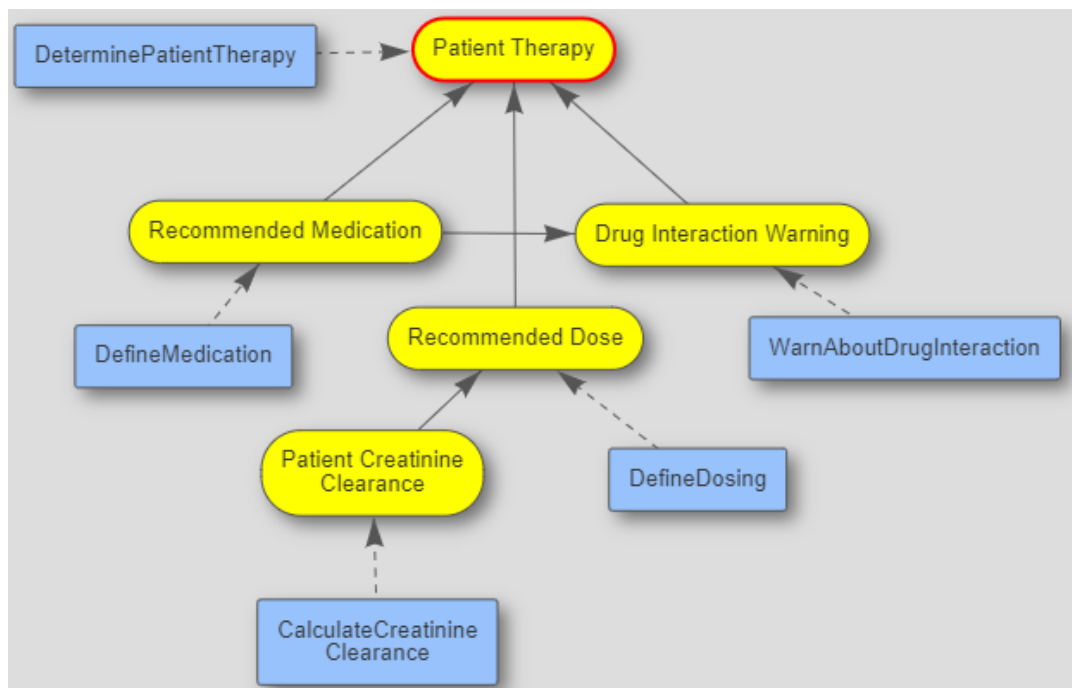 Patient Therapy
DeterminePatientTherapy
Recommended Medication
Drug Interaction Warning
Recommended Dose
DefineMedication
WarnAboutDrugInteraction
Patient Creatinine
Clearance
DefineDosing
CalculateCreatinine
Clearance